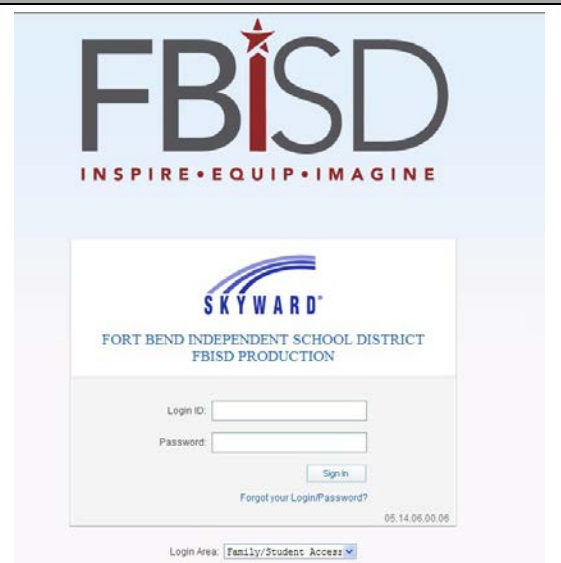 FBISD
INSPIRE•EQUIP•IMAGINE
SKYWARD®
FORT BEND INDEPENDENT SCHOOL DISTRICT
FBISD PRODUCTION
Login ID:
Password:
Sign In
Forgot your Login/Password?
05.14.06.00.06
Login Area: Family/Student Access